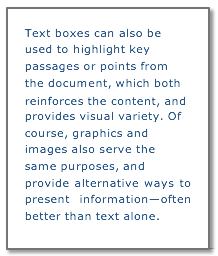 Text boxes can also be
used to highlight key
passages or points from
the document, which both
reinforces the content, and
provides visual variety. Of
course, graphics and
images also serve the
same purposes, and
provide alternative ways to
present information—often
better than text alone.